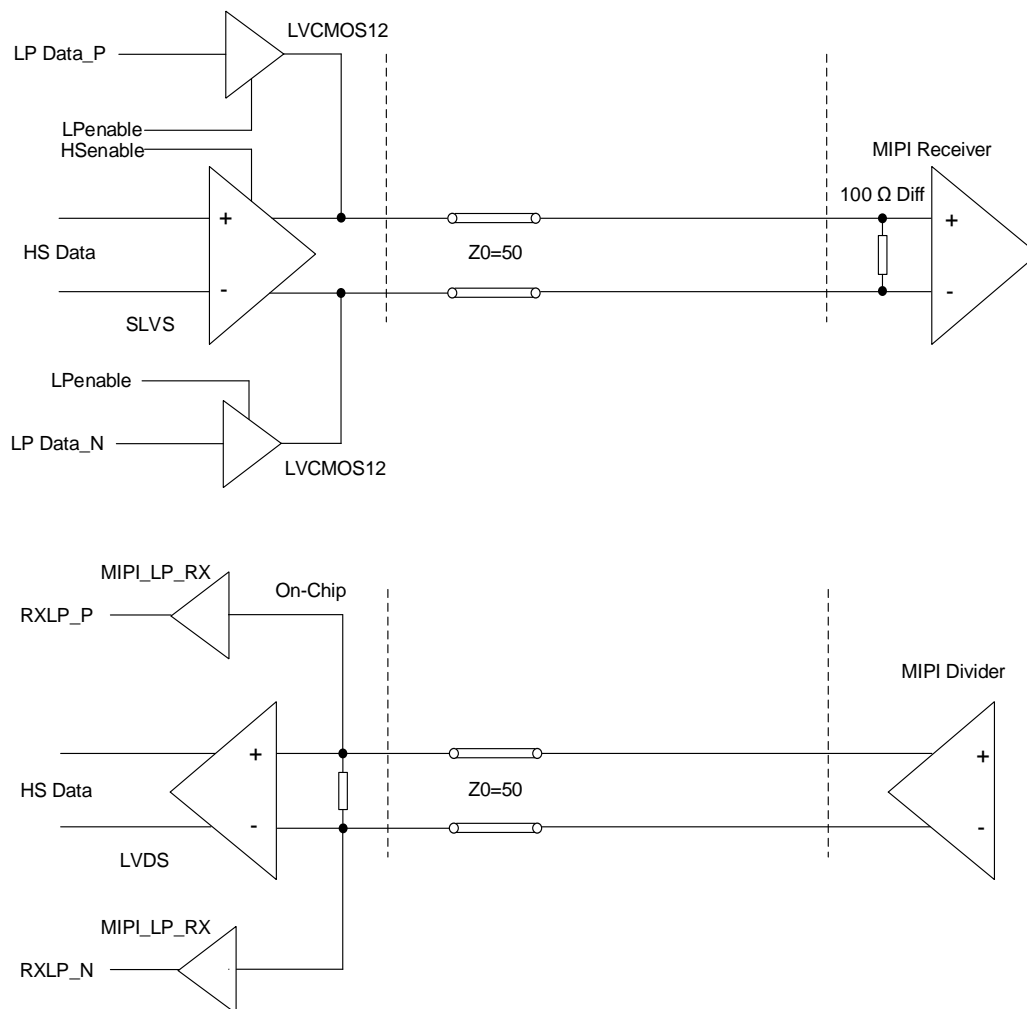 LVCMOS12
LP Data_P
LPenable
HSenable
MIPI Receiver
100 Ω Diff
+
+
HS Data
Z0=50
-
-
SLVS
LPenable
LP Data_N
LVCMOS12
MIPI_LP_RX
On-Chip
RXLP_P
MIPI Divider
+
+
HS Data
Z0=50
-
-
LVDS
MIPI_LP_RX
RXLP_N